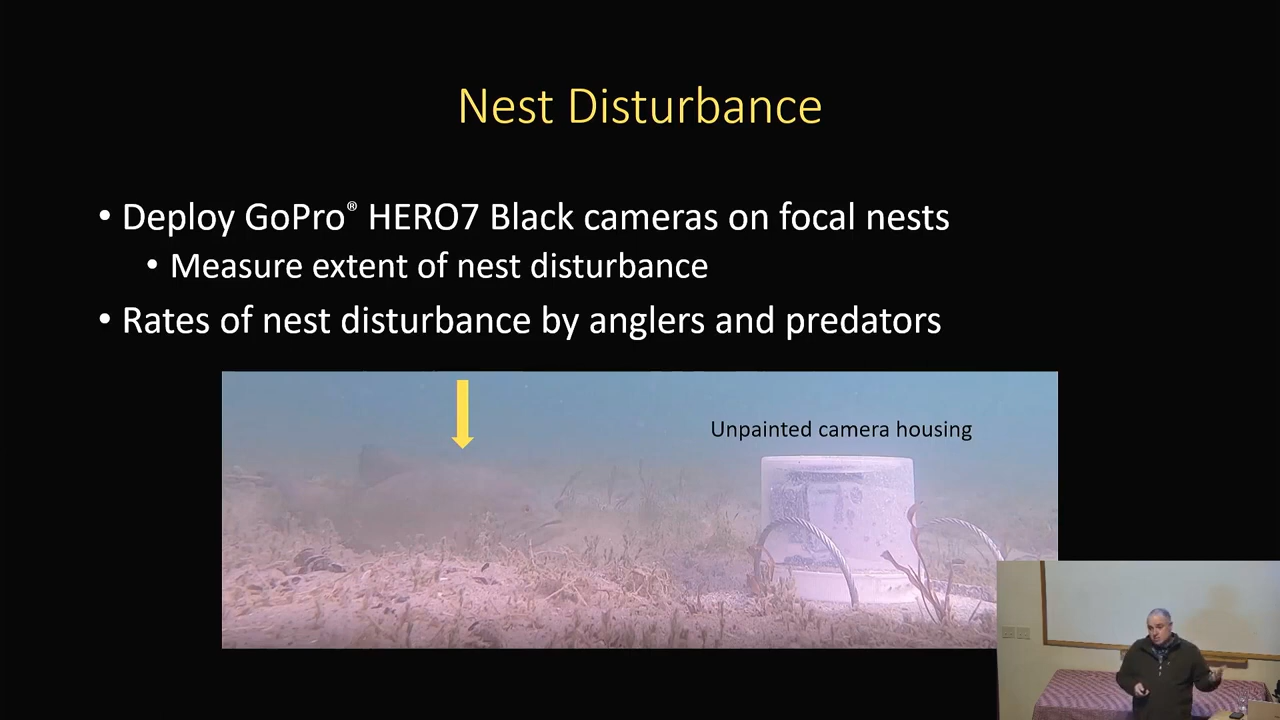 Nest Disturbance
• Deploy GoPro® HERO7 Black cameras on focal nests
• Measure extent of nest disturbance
• Rates of nest disturbance by anglers and predators
Unpainted camera housing